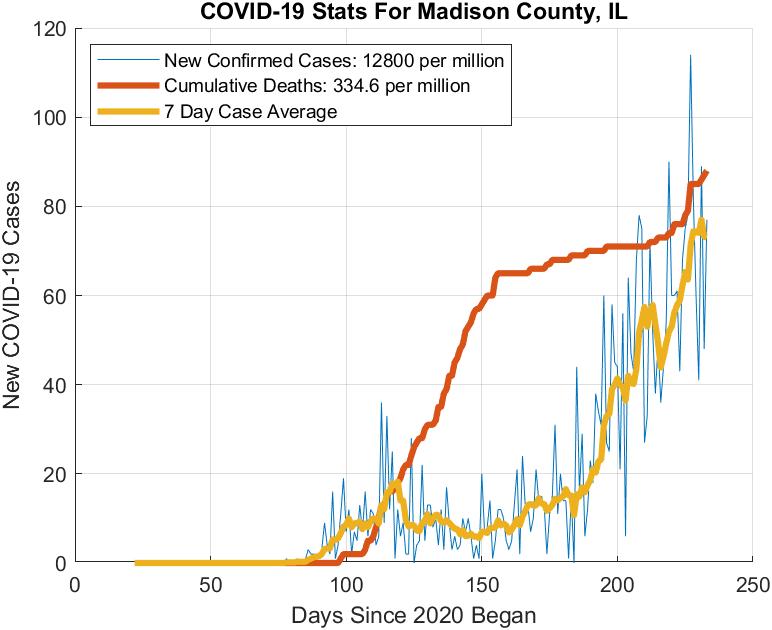 COVID-19 Stats For Madison County, IL
120
New Confirmed Cases: 12800 per million
Cumulative Deaths: 334.6 per million
7 Day Case Average
100
80
60
40
20
0
New COVID-19 Cases
0 50 100 150 200 250
Days Since 2020 Began